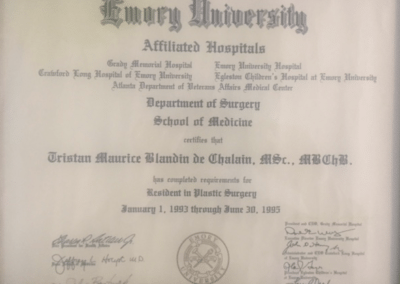 Emory University
Affiliated Hospitals
Grady Memorial Hospital Emory University Hospital
Crawford Long Hospital of Emory University Egleston Children's Hospital at Emory University
Atlanta Department of Veterans Affairs Medical Center
Department of Surgery
School of Medicine
certifies that
Tristan Maurice Blandin de Chalain, MSc., MBChB.
has completed requirements for
Resident in Plastic Surgery
January 1, 1993 through June 30, 1995
EMORY
UNIVERSITY